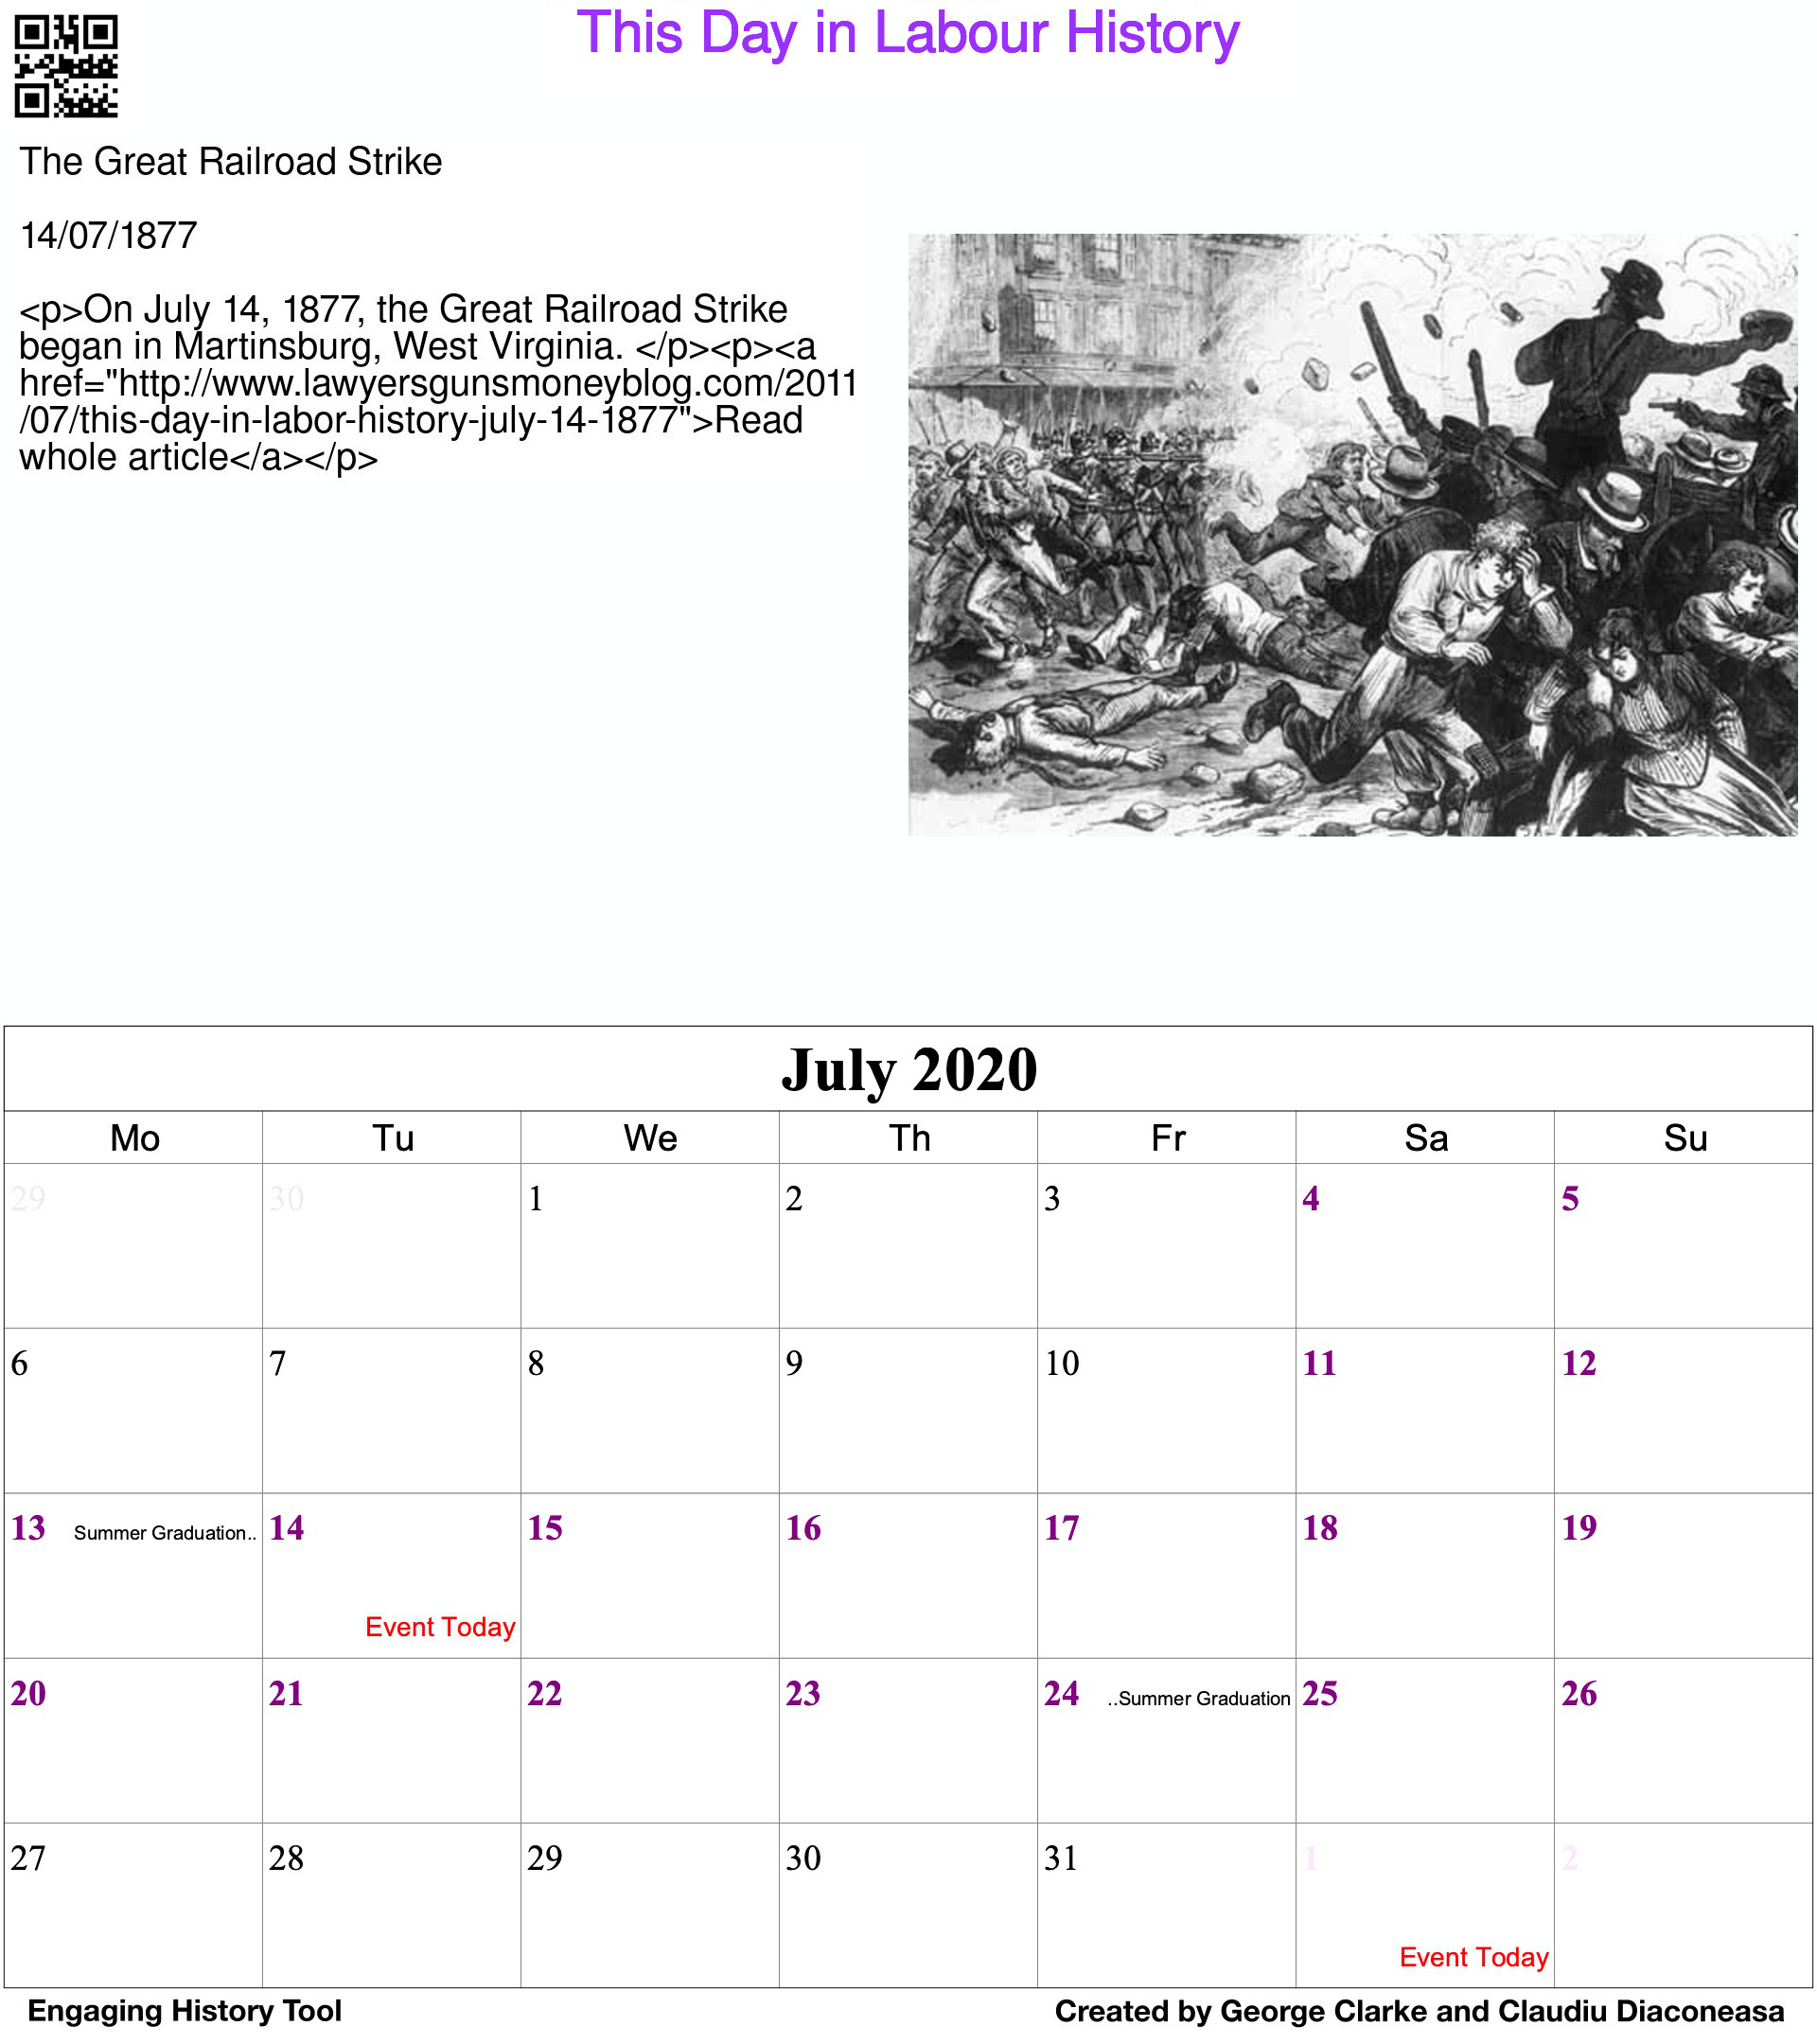 This Day in Labour History
The Great Railroad Strike
14/07/1877
<p>On July 14, 1877, the Great Railroad Strike
began in Martinsburg, West Virginia. </p><p><a
href="http://www.lawyersgunsmoneyblog.com/2011
/07/this-day-in-labor-history-july-14-1877">Read
whole article</a></p>
July 2020
Mo Tu We Th Fr Sa Su
29 30 1 2 3 4 5
6 7 8 9 10 11 12
13 Summer Graduation.. 14 15 16 17 18 19
Event Today
20 21 22 23 24 ..Summer Graduation 25 26
27 28 29 30 31 1 2
Event Today
Engaging History Tool Created by George Clarke and Claudiu Diaconeasa